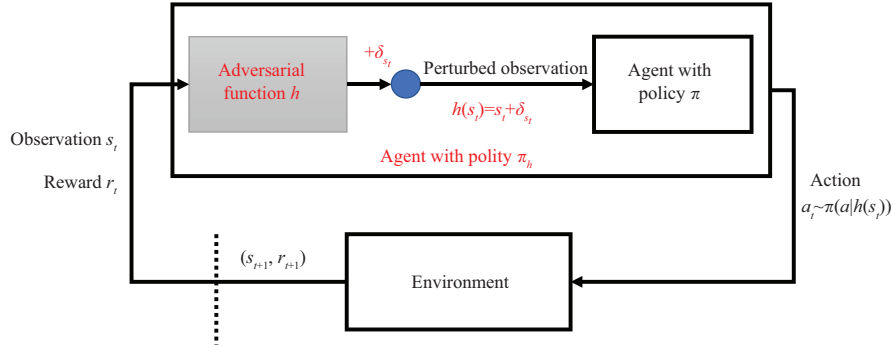 Adversarial
function h
+δ_{s_t}
Perturbed observation
h(s_t)=s_t+δ_{s_t}
Agent with
policy π
Agent with polity π_h
Observation s_t
Reward r_t
Action
a_t~π(a|h(s_t))
(s_{t+1}, r_{t+1})
Environment